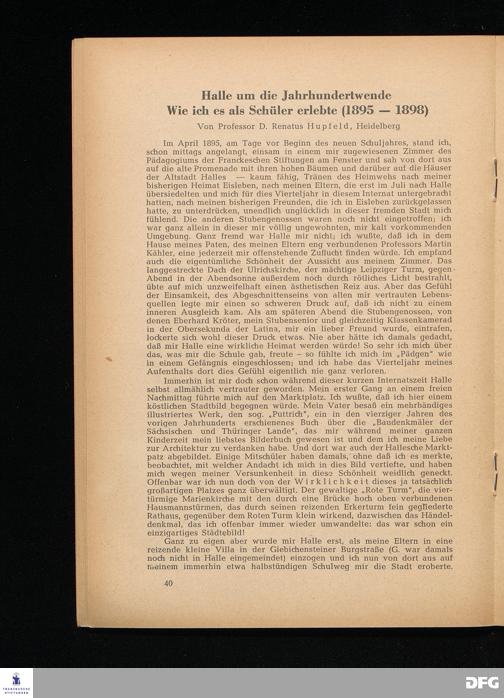 Halle um die Jahrhundertwende
Wie ich es als Schüler erlebte (1895 — 1898)
Von Professor D. Renatus Hupfeld, Heidelberg
Im April 1895, am Tage vor Beginn des neuen Schuljahres, stand ich,
schon mittags angelangt, einsam in einem mir zugewiesenen Zimmer des
Pädagogiums der Franckeschen Stiftungen am Fenster und sah von dort aus
auf die alte Promenade mit ihren hohen Bäumen und darüber auf die Häuser
der Altstadt Halles — kaum fähig, Tränen des Heimwehs nach meiner
bisherigen Heimat Eisleben, nach meinen Eltern, die erst im Juli nach Halle
übersiedelten und mich für dies Vierteljahr in diesem Internat untergebracht
hatten, nach meinen bisherigen Freunden, die ich in Eisleben zurückgelassen
hatte, zu unterdrücken, unendlich unglücklich in dieser fremden Stadt mich
fühlend. Die anderen Stubengenossen waren noch nicht eingetroffen; ich
war ganz allein in dieser mir völlig ungewohnten, mir kalt vorkommenden
Umgebung. Ganz fremd war Halle mir nicht; ich wußte, daß ich in dem
Hause meines Paten, des meinen Eltern eng verbundenen Professors Martin
Kähler, eine jederzeit mir offenstehende Zuflucht finden würde. Ich empfand
auch die eigentümliche Schönheit der Aussicht aus meinem Zimmer. Das
langgestreckte Dach der Ulrichskirche, der mächtige Leipziger Turm, gegen
Abend in der Abendsonne außerdem noch durch rötliches Licht bestrahlt,
übte auf mich unzweifelhaft einen ästhetischen Reiz aus. Aber das Gefühl
der Einsamkeit, des Abgeschnittenseins von allen mir vertrauten Lebens-
quellen legte mir einen so schweren Druck auf, daß ich nicht zu einem
inneren Ausgleich kam. Als am späteren Abend die Stubengenossen, von
denen Eberhard Kröter, mein Stubensenior und gleichzeitig Klassenkamerad
in der Obersekunda der Latina, mir ein lieber Freund wurde, eintrafen,
lockerte sich wohl dieser Druck etwas. Nie aber hätte ich damals gedacht,
daß mir Halle eine wirkliche Heimat werden würde! So sehr ich mich über
das, was mir die Schule gab, freute – so fühlte ich mich im „Pädgen" wie
in einem Gefängnis eingeschlossen; und ich habe das Vierteljahr meines
Aufenthalts dort dies Gefühl eigentlich nie ganz verloren.
Immerhin ist mir doch schon während dieser kurzen Internatszeit Halle
selbst allmählich vertrauter geworden. Mein erster Gang an einem freien
Nachmittag führte mich auf den Marktplatz. Ich wußte, daß ich hier einem
köstlichen Stadtbild begegnen würde. Mein Vater besaß ein mehrbändiges
illustriertes Werk, den sog. „Puttrich", ein in den vierziger Jahren des
vorigen Jahrhunderts erschienenes Buch über die „Baudenkmäler der
Sächsischen und Thüringer Lande", das mir während meiner ganzen
Kinderzeit mein liebstes Bilderbuch gewesen ist und dem ich meine Liebe
zur Architektur zu verdanken habe. Und dort war auch der Hallesche Markt-
patz abgebildet. Einige Mitschüler haben damals, ohne daß ich es merkte,
beobachtet, mit welcher Andacht ich mich in dies Bild vertiefte, und haben
mich wegen meiner Versunkenheit in diese Schönheit weidlich geneckt.
Offenbar war ich nun doch von der Wirklichkeit dieses ja tatsächlich
großartigen Platzes ganz überwältigt. Der gewaltige „Rote Turm", die vier-
türmige Marienkirche mit den durch eine Brücke hoch oben verbundenen
Hausmannstürmen, das durch seinen reizenden Erkerturm fein gegliederte
Rathaus, gegenüber dem Roten Turm klein wirkend, dazwischen das Händel-
denkmal, das ich offenbar immer wieder umwandelte: das war schon ein
einzigartiges Städtebild!
Ganz zu eigen aber wurde mir Halle erst, als meine Eltern in eine
reizende kleine Villa in der Giebichensteiner Burgstraße (G. war damals
noch nicht in Halle eingemeindet) einzogen und ich nun von dort aus auf
meinem immerhin etwa halbstündigen Schulweg mir die Stadt eroberte.
40
FRANCKESCHE
STIFTUNGEN
DFG